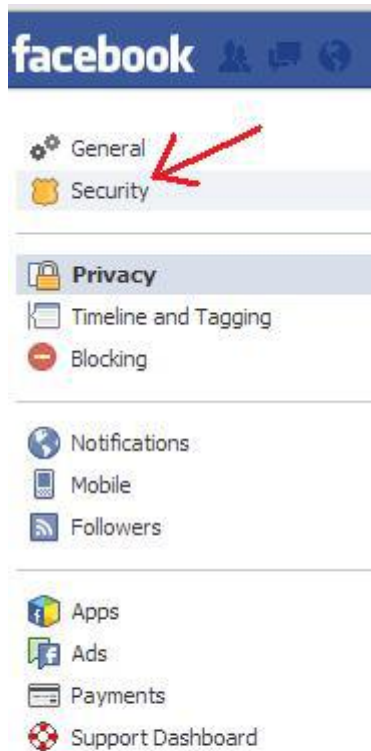 facebook
General
Security
Privacy
Timeline and Tagging
Blocking
Notifications
Mobile
Followers
Apps
Ads
Payments
Support Dashboard